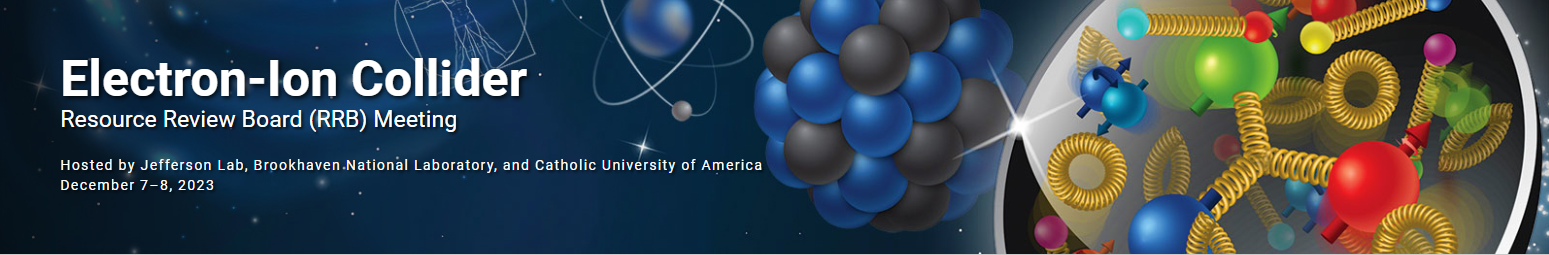 Electron-Ion Collider
Resource Review Board (RRB) Meeting
Hosted by Jefferson Lab, Brookhaven National Laboratory, and Catholic University of America
December 7–8, 2023